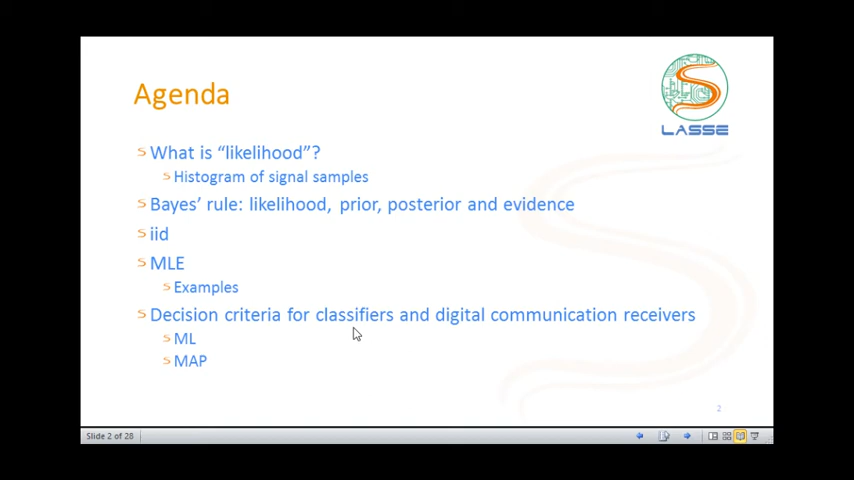 Agenda
LASSE
What is “likelihood”?
Histogram of signal samples
Bayes’ rule: likelihood, prior, posterior and evidence
iid
MLE
Examples
Decision criteria for classifiers and digital communication receivers
ML
MAP
2
Slide 2 of 28